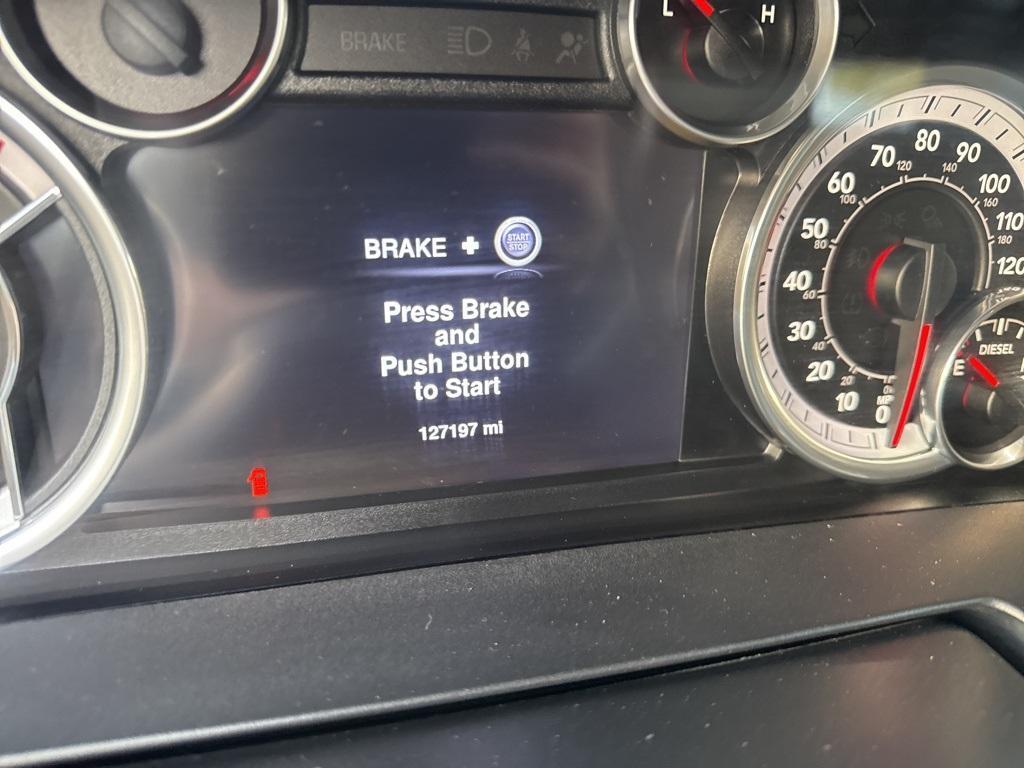 BRAKE
L H
BRAKE + START STOP
Press Brake
and
Push Button
to Start
127197 mi
0 10 20 30 40 50 60 70 80 90 100 110 120
20 40 60 80 100 120 140 160 180
DIESEL
E